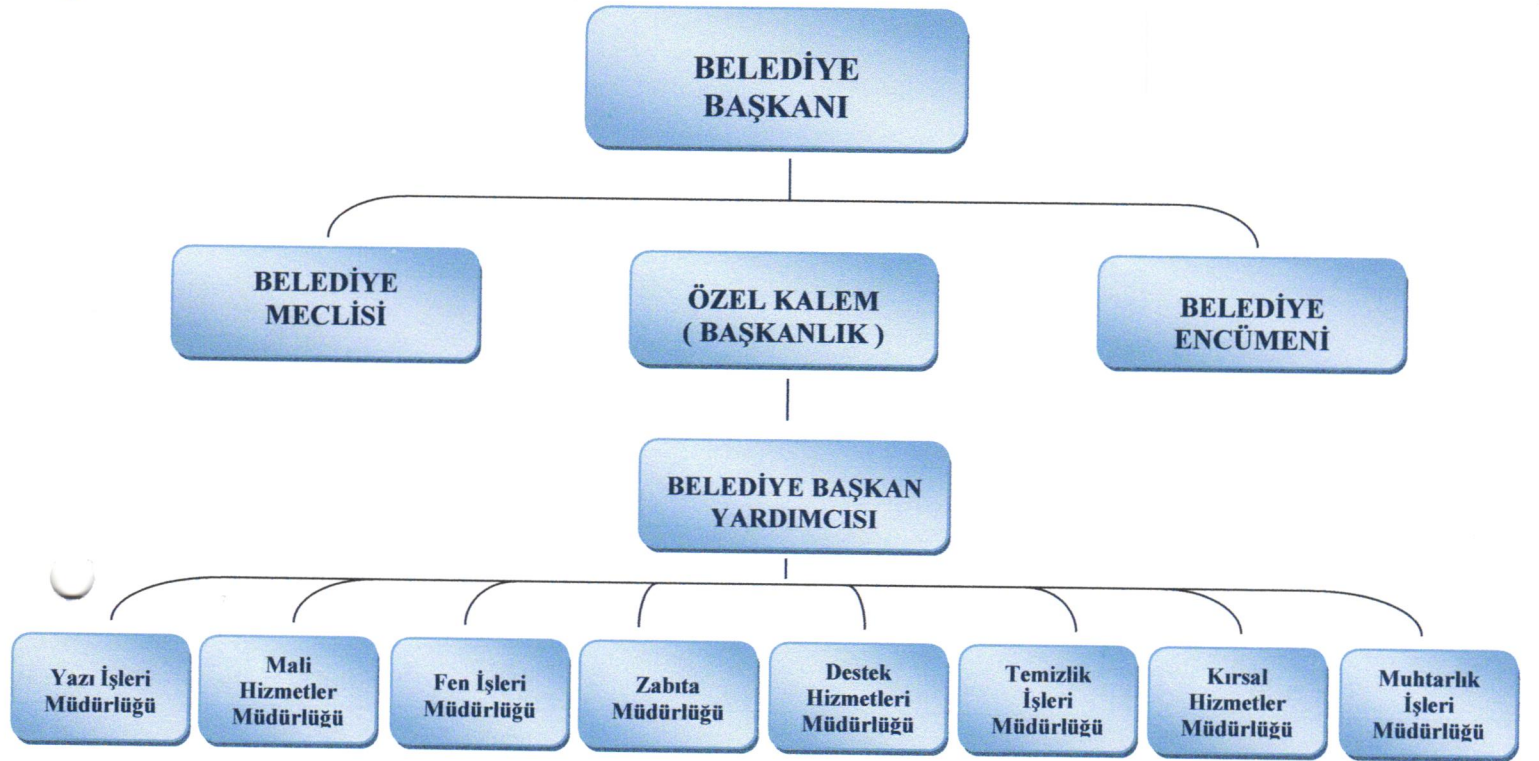 BELEDİYE
BAŞKANI
BELEDİYE
MECLİSİ
ÖZEL KALEM
( BAŞKANLIK )
BELEDİYE
ENCÜMENİ
BELEDİYE BAŞKAN
YARDIMCISI
Yazı İşleri
Müdürlüğü
Mali
Hizmetler
Müdürlüğü
Fen İşleri
Müdürlüğü
Zabıta
Müdürlüğü
Destek
Hizmetleri
Müdürlüğü
Temizlik
İşleri
Müdürlüğü
Kırsal
Hizmetler
Müdürlüğü
Muhtarlık
İşleri
Müdürlüğü